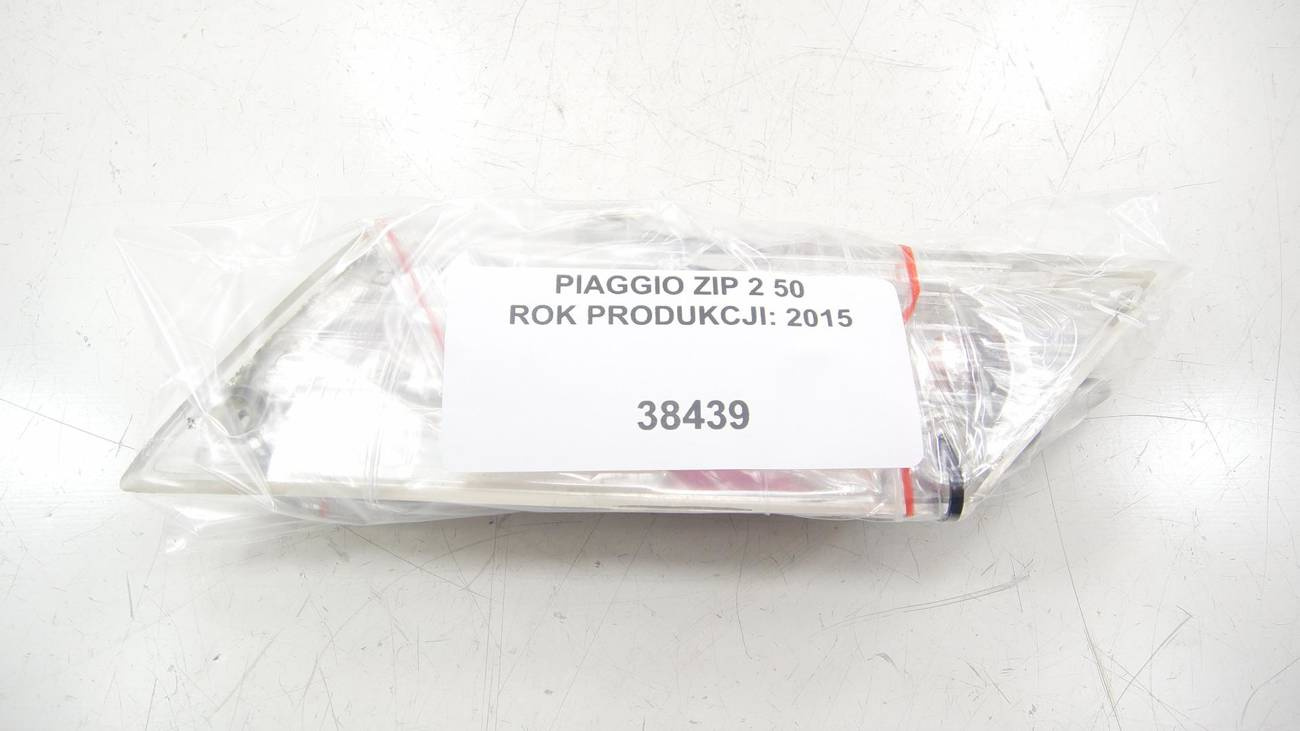 PIAGGIO ZIP 2 50
ROK PRODUKCJI: 2015
38439